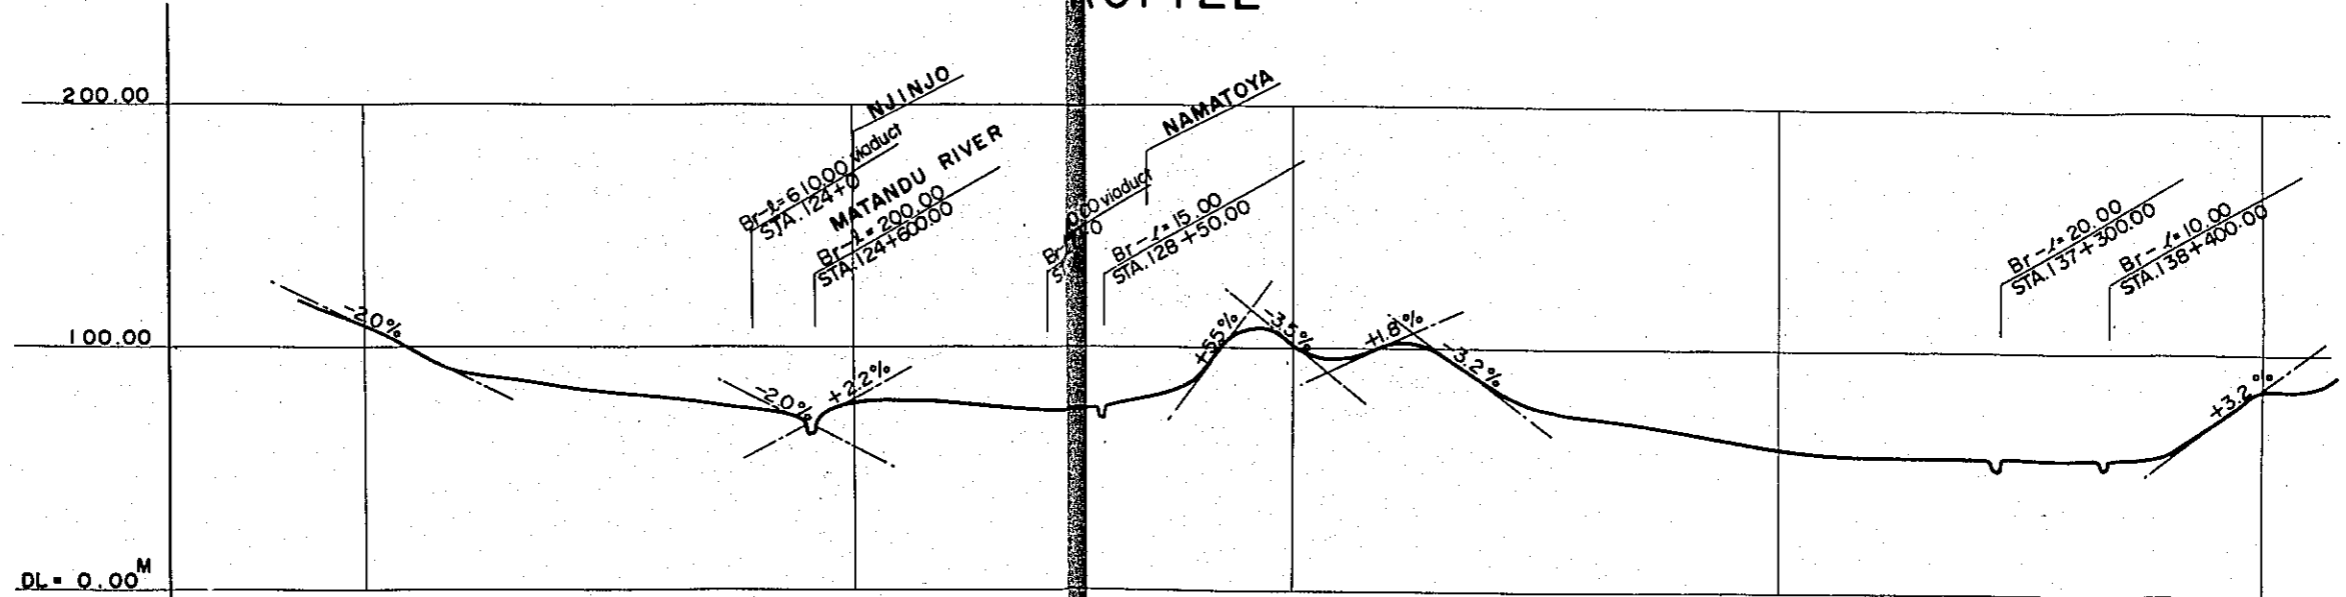 200.00
NJINJO
Br-ℓ=610.00 viaduct
STA.124+0
MATANDU RIVER
Br-ℓ=200.00
STA.124+600.00
viaduct
NAMATOYA
Br-ℓ=15.00
STA.128+50.00
Br-ℓ=20.00
STA.137+300.00
Br-ℓ=10.00
STA.138+400.00
-2.0%
100.00
-2.0%
+2.2%
+5.5%
-3.5%
+1.8%
-3.2%
+3.2%
DL= 0.00 M